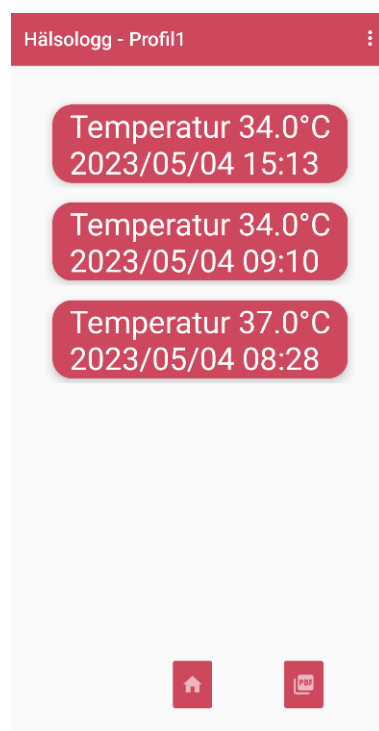 Hälsologg - Profil1
Temperatur 34.0°C
2023/05/04 15:13
Temperatur 34.0°C
2023/05/04 09:10
Temperatur 37.0°C
2023/05/04 08:28
PDF